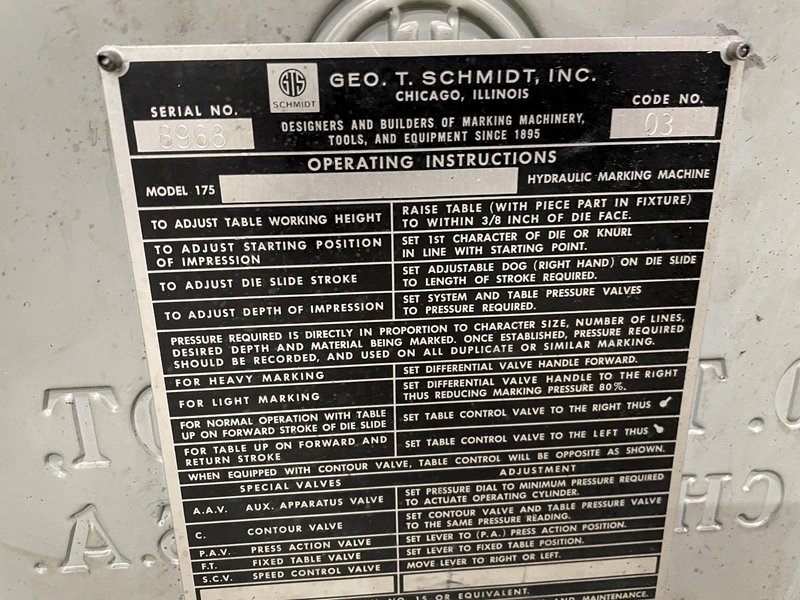 GTS
SCHMIDT
GEO. T. SCHMIDT, INC.
CHICAGO, ILLINOIS
SERIAL NO.
8968
CODE NO.
03
DESIGNERS AND BUILDERS OF MARKING MACHINERY,
TOOLS, AND EQUIPMENT SINCE 1895
OPERATING INSTRUCTIONS
MODEL 175 HYDRAULIC MARKING MACHINE
TO ADJUST TABLE WORKING HEIGHT
RAISE TABLE (WITH PIECE PART IN FIXTURE)
TO WITHIN 3/8 INCH OF DIE FACE.
TO ADJUST STARTING POSITION
OF IMPRESSION
SET 1ST CHARACTER OF DIE OR KNURL
IN LINE WITH STARTING POINT.
TO ADJUST DIE SLIDE STROKE
SET ADJUSTABLE DOG (RIGHT HAND) ON DIE SLIDE
TO LENGTH OF STROKE REQUIRED.
TO ADJUST DEPTH OF IMPRESSION
SET SYSTEM AND TABLE PRESSURE VALVES
TO PRESSURE REQUIRED.
PRESSURE REQUIRED IS DIRECTLY IN PROPORTION TO CHARACTER SIZE, NUMBER OF LINES,
DESIRED DEPTH AND MATERIAL BEING MARKED. ONCE ESTABLISHED, PRESSURE REQUIRED
SHOULD BE RECORDED, AND USED ON ALL DUPLICATE OR SIMILAR MARKING.
FOR HEAVY MARKING
SET DIFFERENTIAL VALVE HANDLE FORWARD.
FOR LIGHT MARKING
SET DIFFERENTIAL VALVE HANDLE TO THE RIGHT
THUS REDUCING MARKING PRESSURE 80%.
FOR NORMAL OPERATION WITH TABLE
UP ON FORWARD STROKE OF DIE SLIDE
SET TABLE CONTROL VALVE TO THE RIGHT THUS
FOR TABLE UP ON FORWARD AND
RETURN STROKE
SET TABLE CONTROL VALVE TO THE LEFT THUS
WHEN EQUIPPED WITH CONTOUR VALVE, TABLE CONTROL WILL BE OPPOSITE AS SHOWN.
SPECIAL VALVES
ADJUSTMENT
A.A.V. AUX. APPARATUS VALVE
SET PRESSURE DIAL TO MINIMUM PRESSURE REQUIRED
TO ACTUATE OPERATING CYLINDER.
C. CONTOUR VALVE
SET CONTOUR VALVE AND TABLE PRESSURE VALVE
TO THE SAME PRESSURE READING.
P.A.V. PRESS ACTION VALVE
SET LEVER TO (P.A.) PRESS ACTION POSITION.
F.T. FIXED TABLE VALVE
SET LEVER TO FIXED TABLE POSITION.
S.C.V. SPEED CONTROL VALVE
MOVE LEVER TO RIGHT OR LEFT.
NO. 15 OR EQUIVALENT.
AND MAINTENANCE.